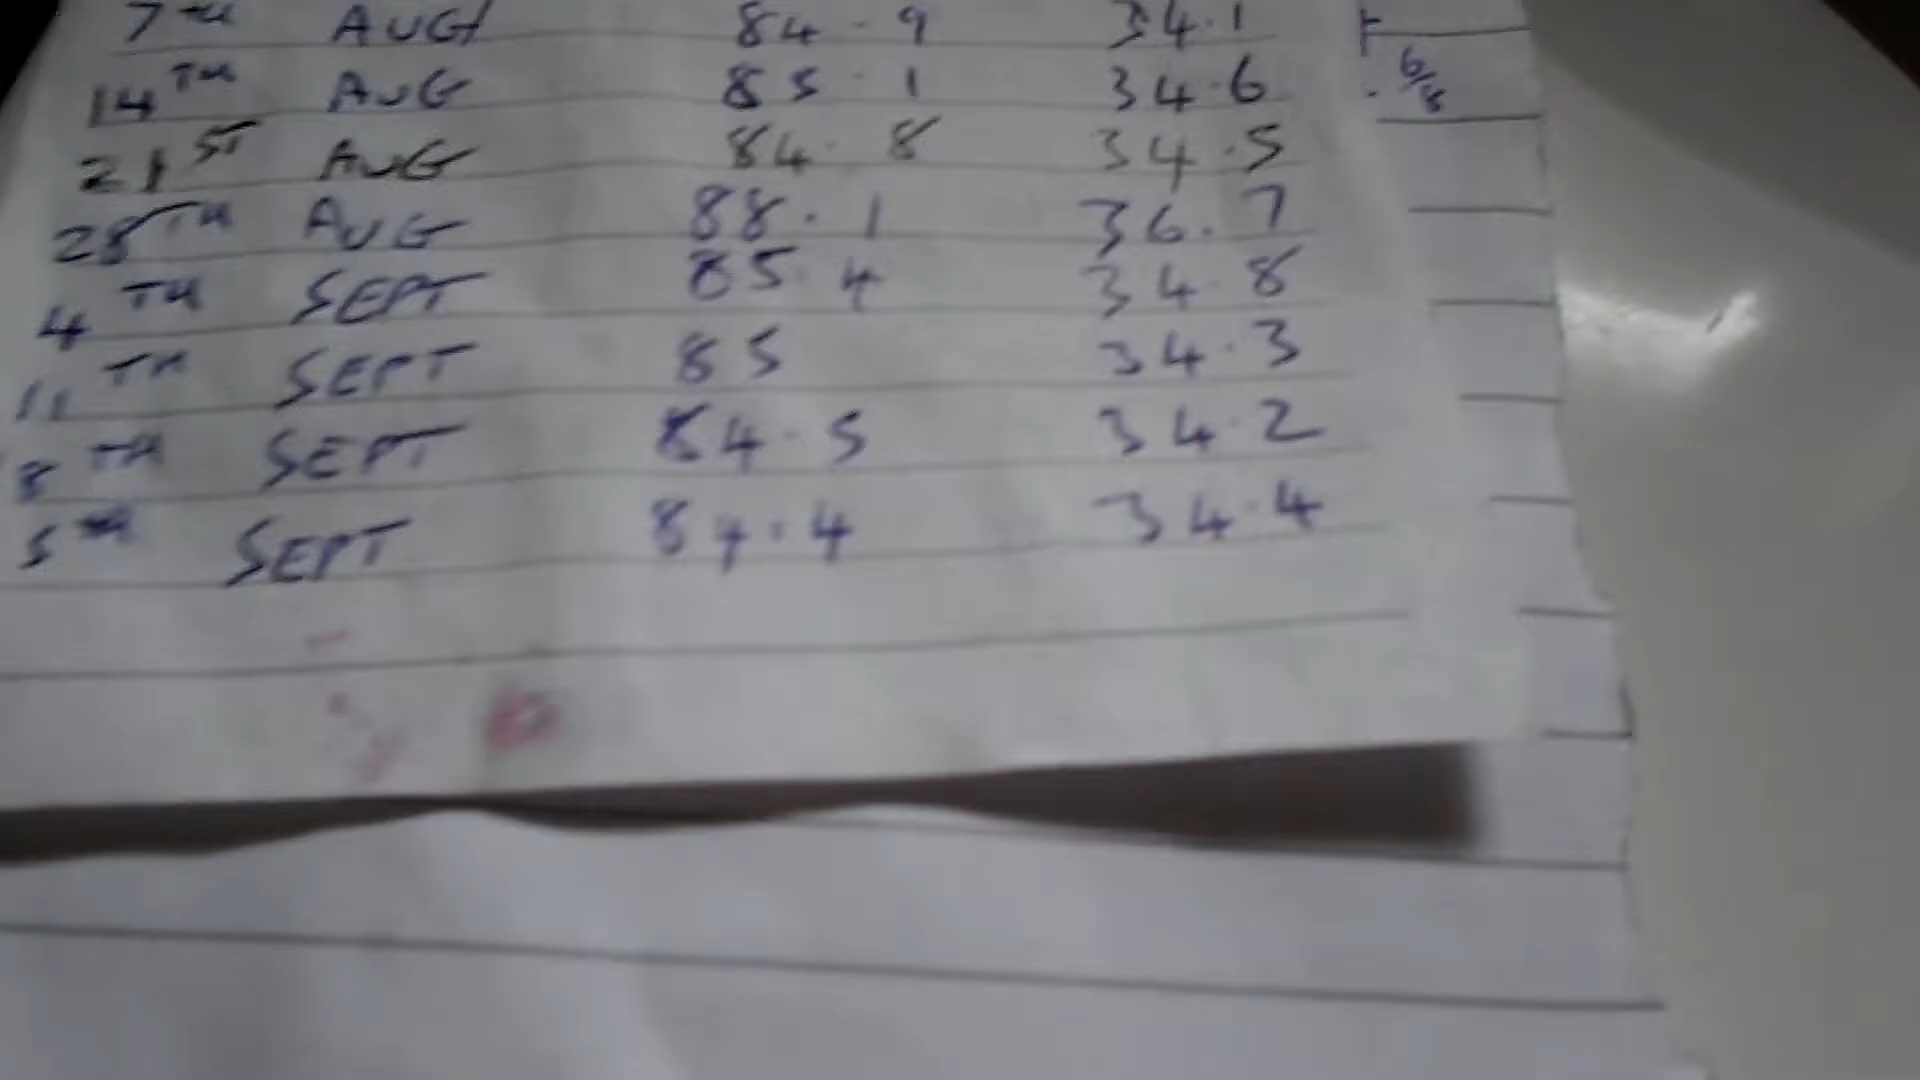 7TH AUG 84.9 34.1
14TH AUG 85.1 34.6
6/8
21ST AUG 84.8 34.5
28TH AUG 88.1 36.7
4TH SEPT 85.4 34.8
11TH SEPT 85 34.3
8TH SEPT 84.5 34.2
5TH SEPT 84.4 34.4